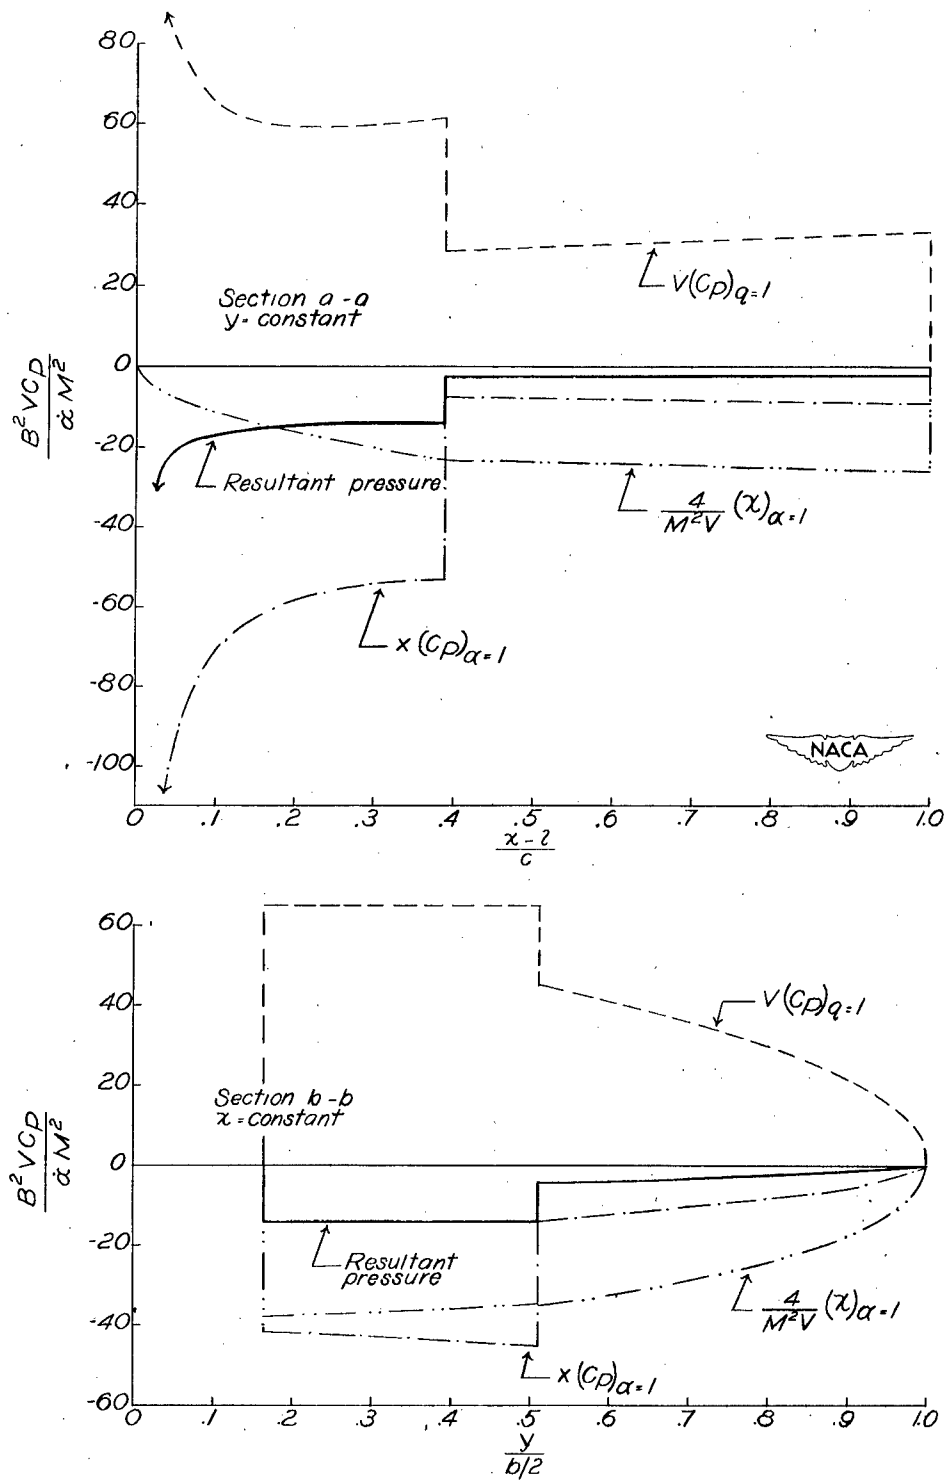 80
60
40
20
0
-20
-40
-60
-80
-100
B²VCp
α̇ M²
Section a-a
y = constant
V(Cp)q=1
Resultant pressure
4/M²V (χ)α=1
x(Cp)α=1
NACA
0 .1 .2 .3 .4 .5 .6 .7 .8 .9 1.0
x-l
c
60
40
20
0
-20
-40
-60
B²VCp
α̇ M²
V(Cp)q=1
Section b-b
x = constant
Resultant
pressure
4/M²V (χ)α=1
x(Cp)α=1
0 .1 .2 .3 .4 .5 .6 .7 .8 .9 1.0
y
b/2